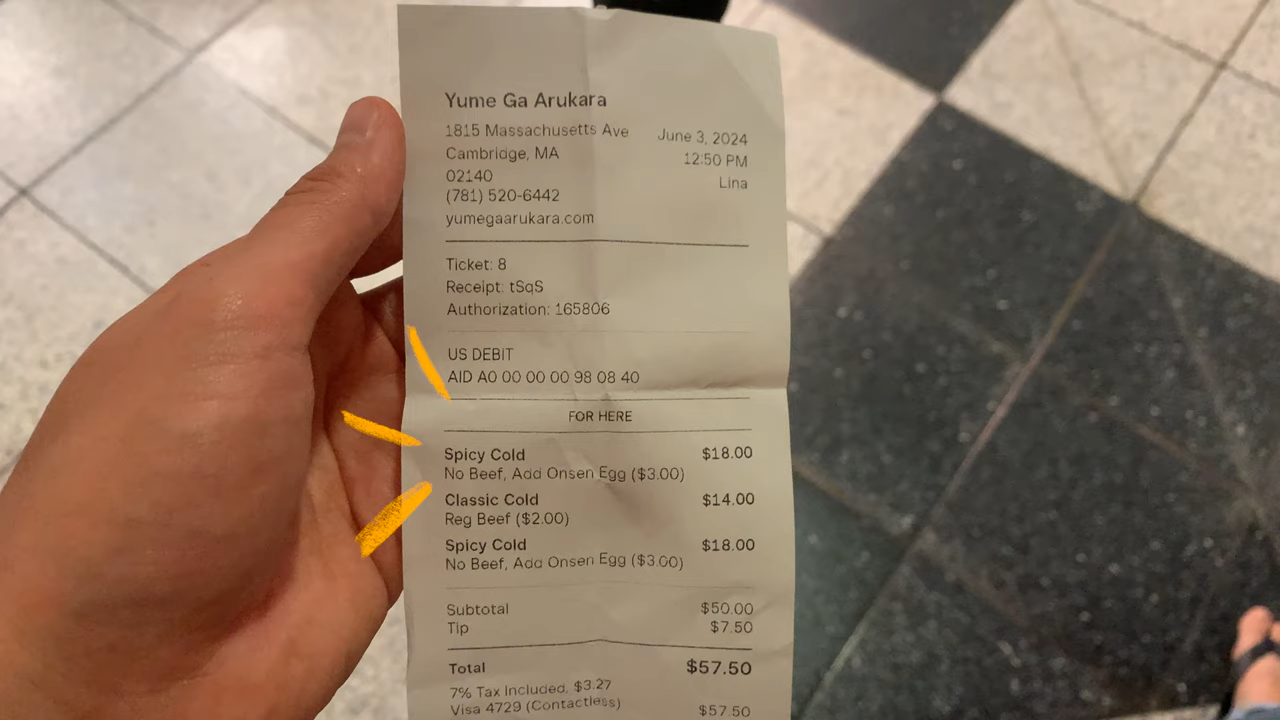 Yume Ga Arukara
1815 Massachusetts Ave
June 3, 2024
Cambridge, MA
12:50 PM
02140
Lina
(781) 520-6442
yumegaarukara.com
Ticket: 8
Receipt: tSqS
Authorization: 165806
US DEBIT
AID A0 00 00 00 98 08 40
FOR HERE
Spicy Cold $18.00
No Beef, Add Onsen Egg ($3.00)
Classic Cold $14.00
Reg Beef ($2.00)
Spicy Cold $18.00
No Beef, Add Onsen Egg ($3.00)
Subtotal $50.00
Tip $7.50
Total $57.50
7% Tax Included, $3.27
Visa 4729 (Contactless) $57.50